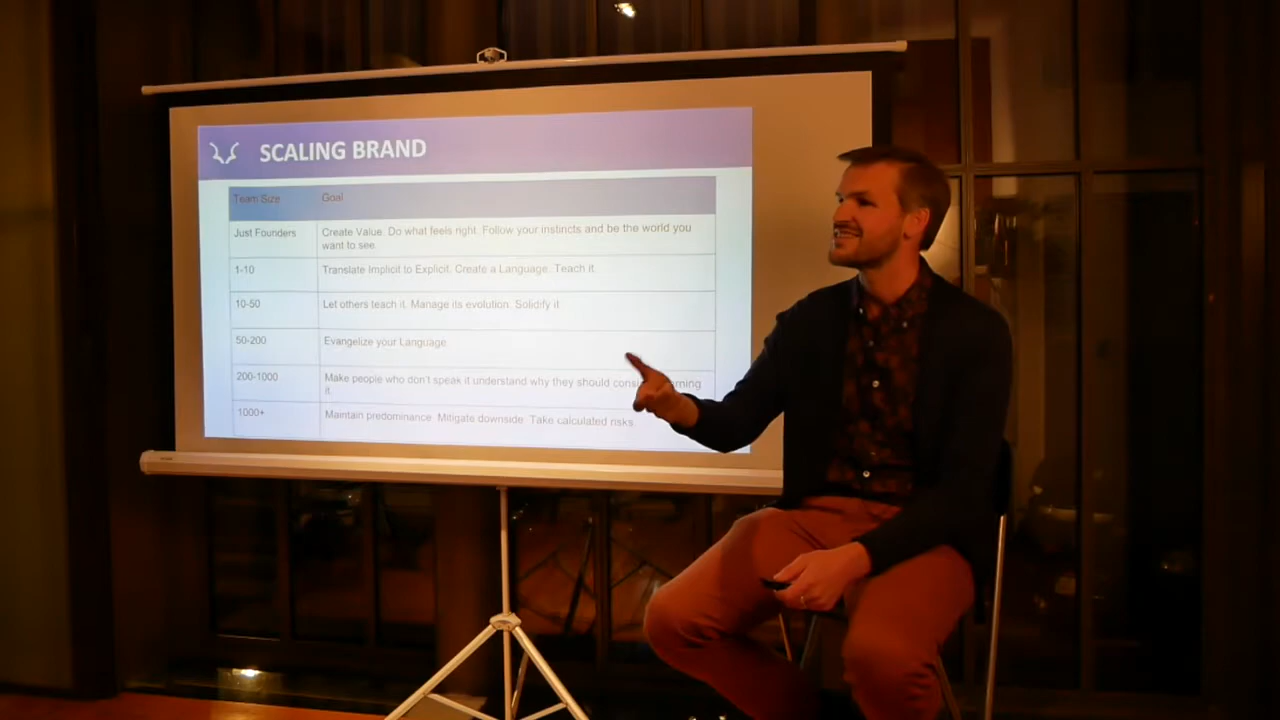 SCALING BRAND
Team Size Goal
Just Founders Create Value. Do what feels right. Follow your instincts and be the world you
want to see.
1-10 Translate Implicit to Explicit. Create a Language. Teach it.
10-50 Let others teach it. Manage its evolution. Solidify it
50-200 Evangelize your Language
200-1000 Make people who don't speak it understand why they should
it.
1000+ Maintain predominance. Mitigate downside. Take calculated risks